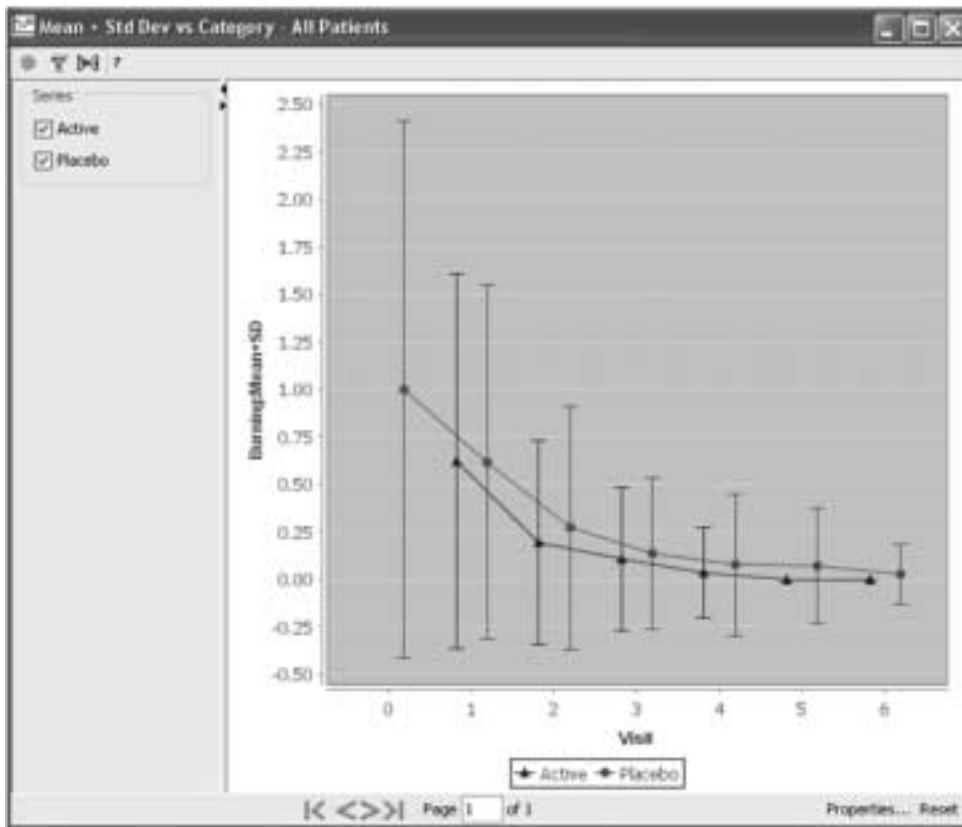 Mean + Std Dev vs Category - All Patients
?
Series
Active
Placebo
2.50
2.25
2.00
1.75
1.50
1.25
1.00
0.75
0.50
0.25
0.00
-0.25
-0.50
Burning:Mean+SD
0 1 2 3 4 5 6
Visit
Active Placebo
Page 1 of 1 Properties... Reset